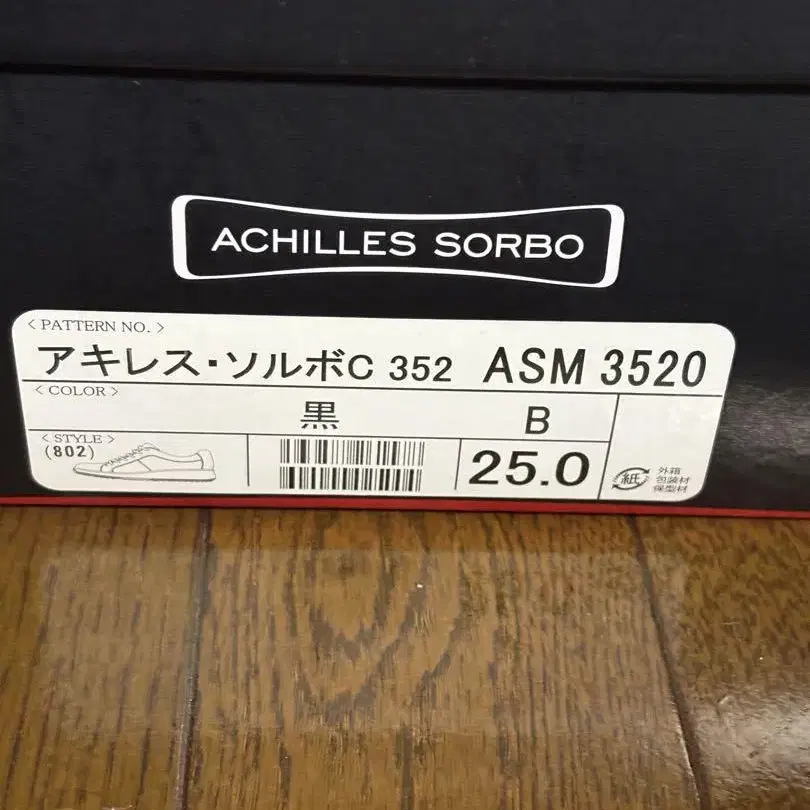 ACHILLES SORBO
< PATTERN NO. >
アキレス・ソルボC 352 ASM 3520
< COLOR >
黒 B
< STYLE >
(802)
25.0
紙
外箱
包装材
保型材